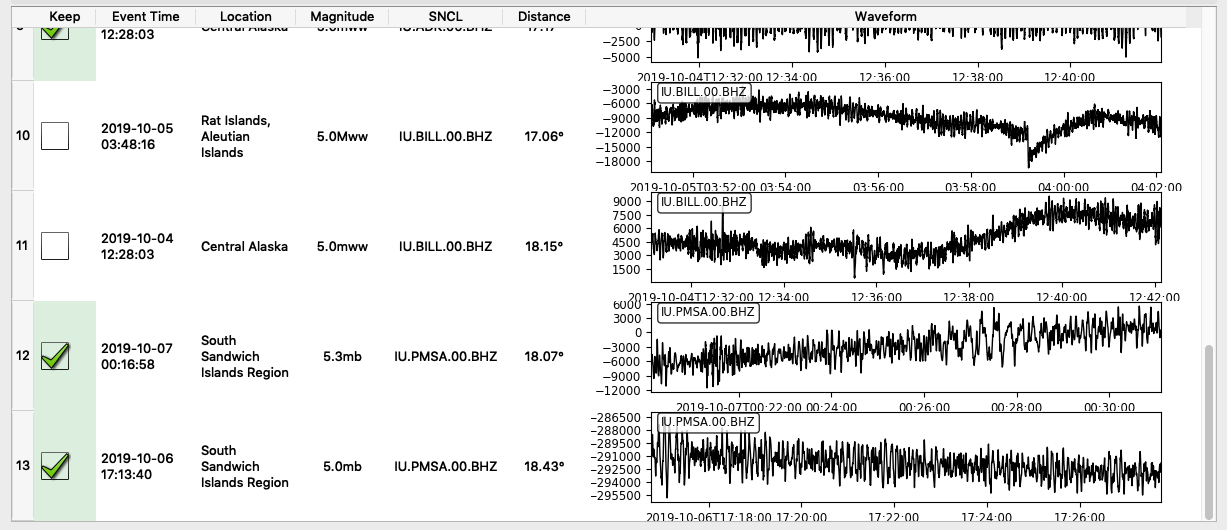 Keep Event Time Location Magnitude SNCL Distance Waveform
12:28:03 Central Alaska IU.ADK.00.BHZ
-2500
-5000
2019-10-04T12:32:00 12:34:00 12:36:00 12:38:00 12:40:00
10
2019-10-05
03:48:16
Rat Islands,
Aleutian
Islands
5.0Mww IU.BILL.00.BHZ 17.06°
IU.BILL.00.BHZ
-3000
-6000
-9000
-12000
-15000
-18000
2019-10-05T03:52:00 03:54:00 03:56:00 03:58:00 04:00:00 04:02:00
11
2019-10-04
12:28:03
Central Alaska 5.0mww IU.BILL.00.BHZ 18.15°
IU.BILL.00.BHZ
9000
7500
6000
4500
3000
1500
2019-10-04T12:32:00 12:34:00 12:36:00 12:38:00 12:40:00 12:42:00
12
2019-10-07
00:16:58
South
Sandwich
Islands Region
5.3mb IU.PMSA.00.BHZ 18.07°
IU.PMSA.00.BHZ
6000
3000
0
-3000
-6000
-9000
-12000
2019-10-07T00:22:00 00:24:00 00:26:00 00:28:00 00:30:00
13
2019-10-06
17:13:40
South
Sandwich
Islands Region
5.0mb IU.PMSA.00.BHZ 18.43°
IU.PMSA.00.BHZ
-286500
-288000
-289500
-291000
-292500
-294000
-295500
2019-10-06T17:18:00 17:20:00 17:22:00 17:24:00 17:26:00